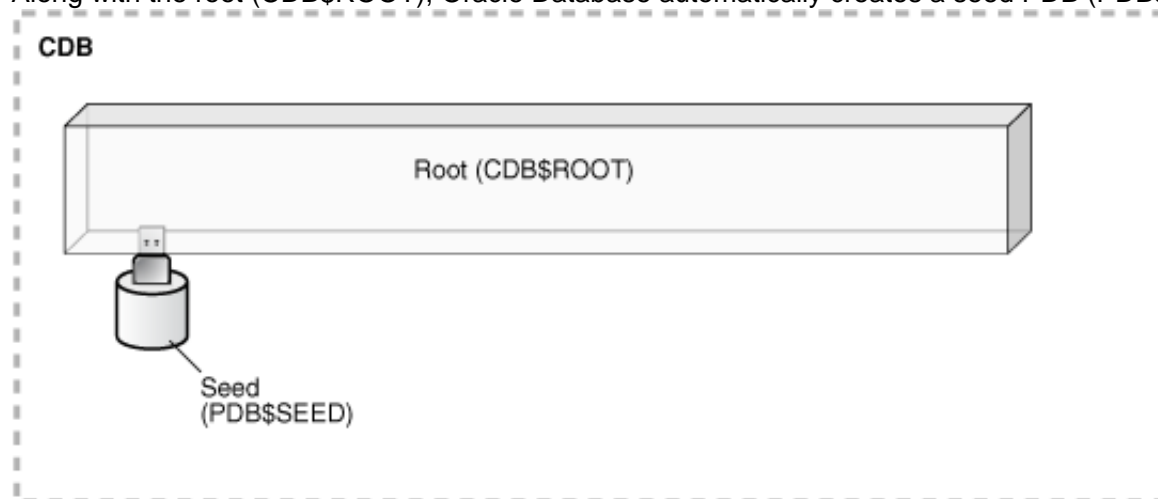 Along with the root (CDB$ROOT), Oracle Database automatically creates a seed PDB (PDB
CDB
Root (CDB$ROOT)
Seed
(PDB$SEED)